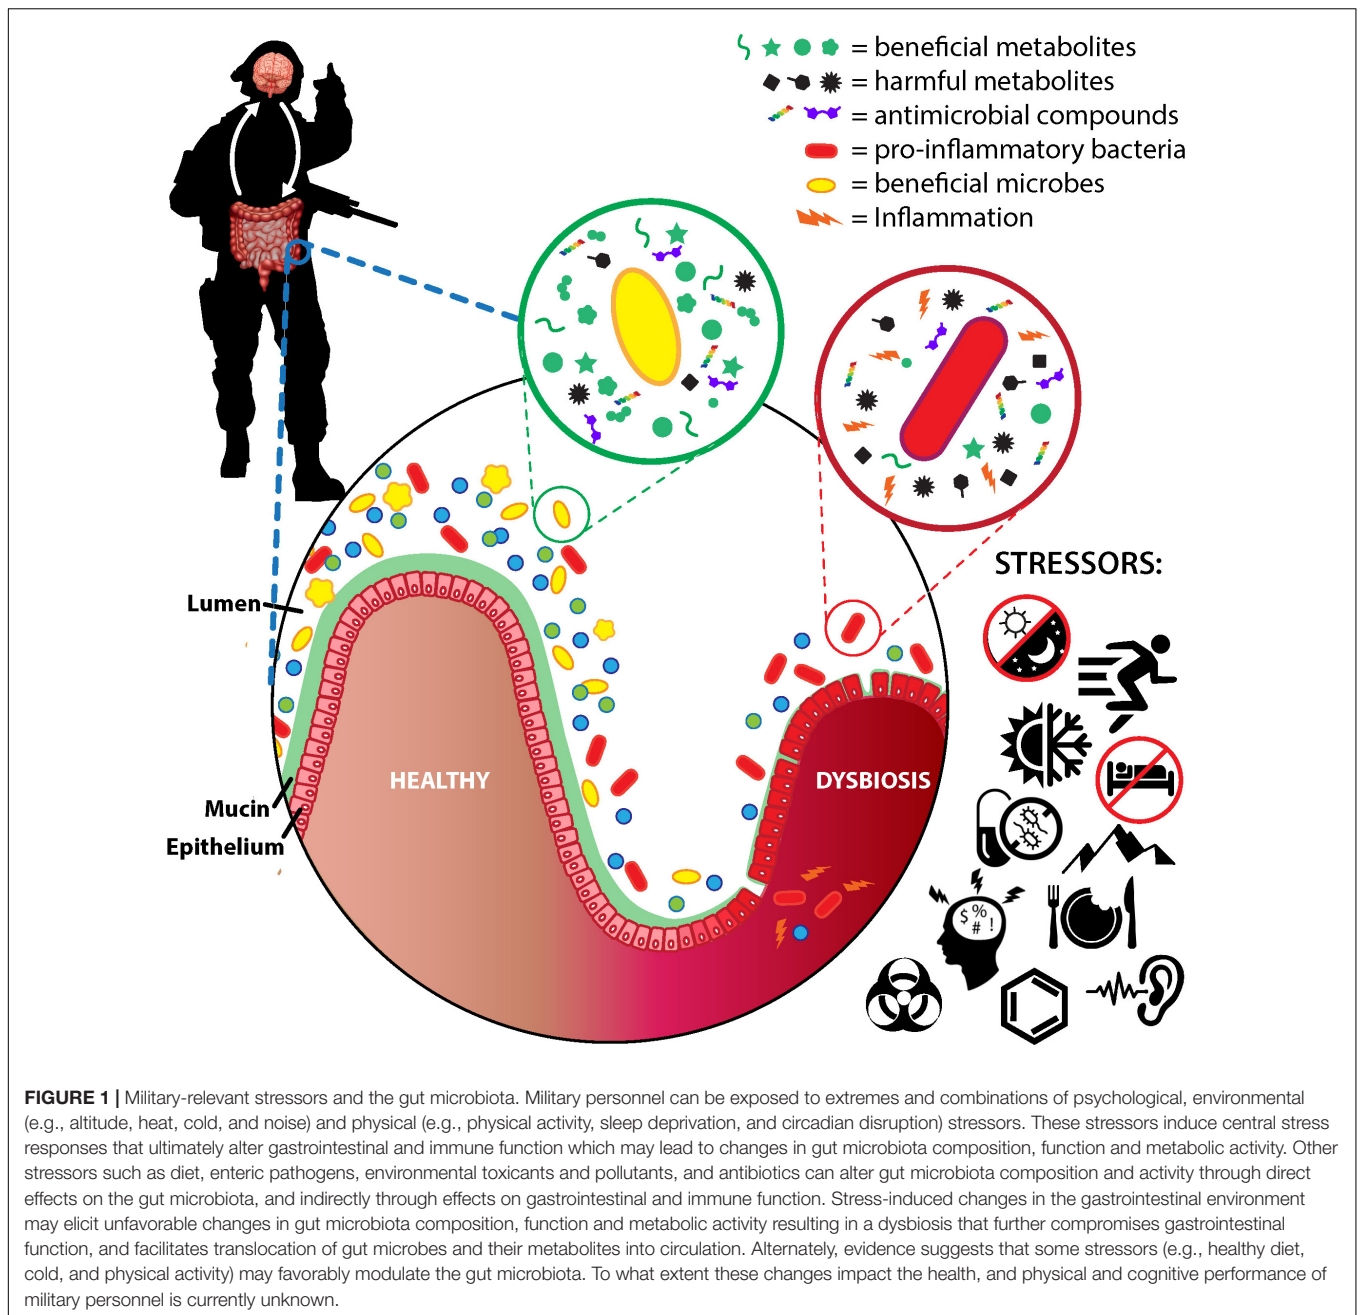 = beneficial metabolites
= harmful metabolites
= antimicrobial compounds
= pro-inflammatory bacteria
= beneficial microbes
= Inflammation
STRESSORS:
Lumen
HEALTHY
DYSBIOSIS
Mucin
Epithelium
$%
#!
FIGURE 1 | Military-relevant stressors and the gut microbiota. Military personnel can be exposed to extremes and combinations of psychological, environmental
(e.g., altitude, heat, cold, and noise) and physical (e.g., physical activity, sleep deprivation, and circadian disruption) stressors. These stressors induce central stress
responses that ultimately alter gastrointestinal and immune function which may lead to changes in gut microbiota composition, function and metabolic activity. Other
stressors such as diet, enteric pathogens, environmental toxicants and pollutants, and antibiotics can alter gut microbiota composition and activity through direct
effects on the gut microbiota, and indirectly through effects on gastrointestinal and immune function. Stress-induced changes in the gastrointestinal environment
may elicit unfavorable changes in gut microbiota composition, function and metabolic activity resulting in a dysbiosis that further compromises gastrointestinal
function, and facilitates translocation of gut microbes and their metabolites into circulation. Alternately, evidence suggests that some stressors (e.g., healthy diet,
cold, and physical activity) may favorably modulate the gut microbiota. To what extent these changes impact the health, and physical and cognitive performance of
military personnel is currently unknown.